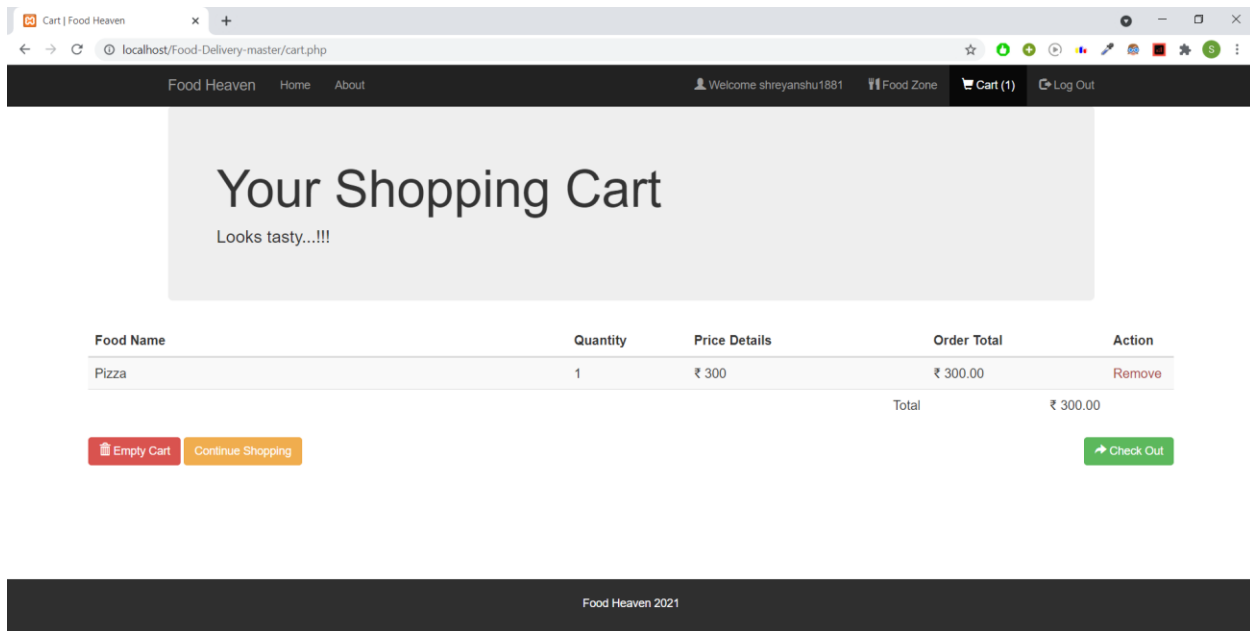 Cart | Food Heaven
localhost/Food-Delivery-master/cart.php
S
Food Heaven Home About Welcome shreyanshu1881 Food Zone Cart (1) Log Out
Your Shopping Cart
Looks tasty...!!!
Food Name Quantity Price Details Order Total Action
Pizza 1 ₹ 300 ₹ 300.00 Remove
Total ₹ 300.00
Empty Cart Continue Shopping Check Out
Food Heaven 2021